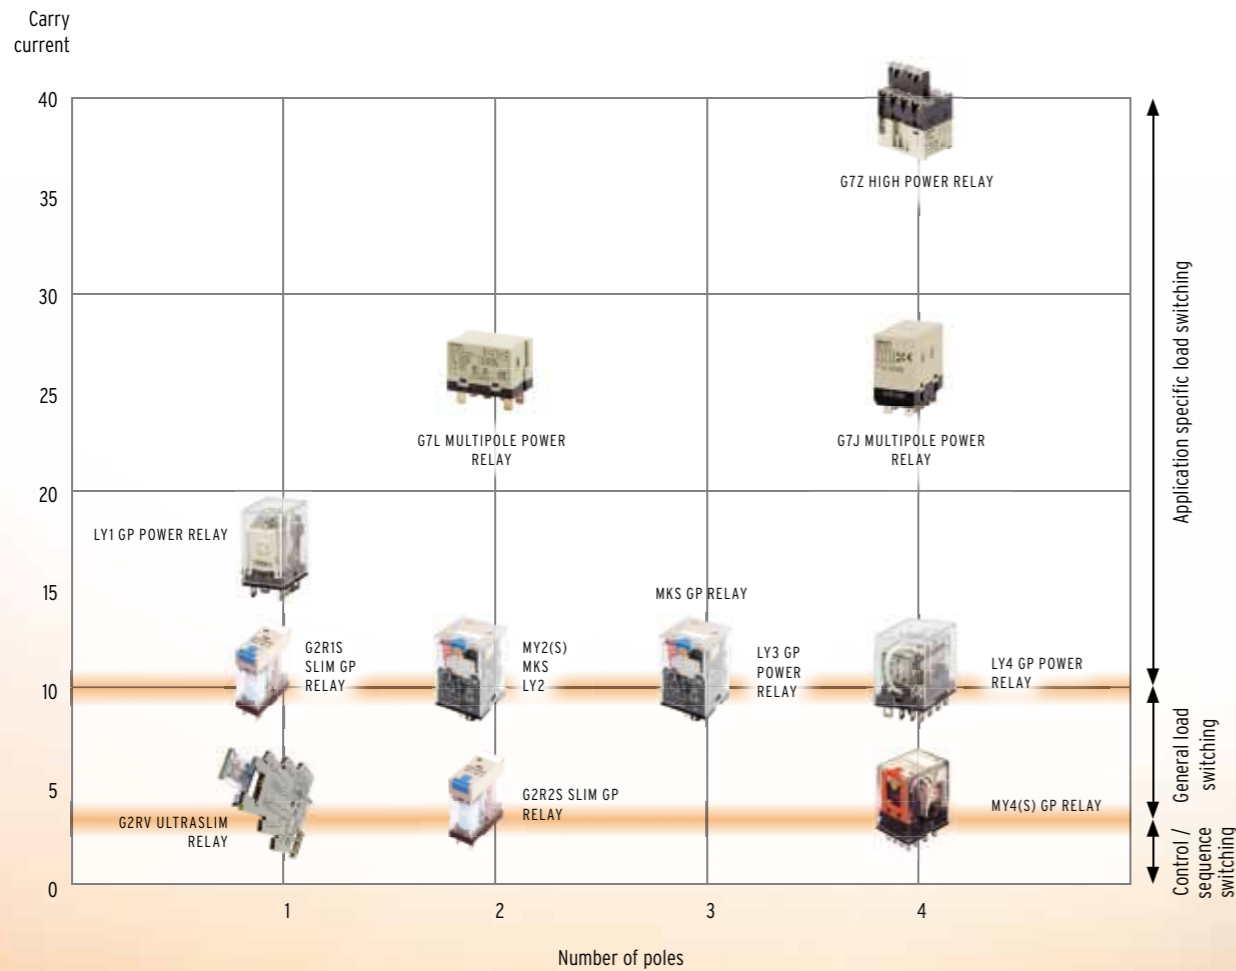 Carry
current
40
35
30
25
20
15
10
5
0
G7Z HIGH POWER RELAY
G7L MULTIPOLE POWER
RELAY
G7J MULTIPOLE POWER
RELAY
LY1 GP POWER RELAY
MKS GP RELAY
G2R1S
SLIM GP
RELAY
MY2(S)
MKS
LY2
LY3 GP
POWER
RELAY
LY4 GP POWER
RELAY
G2RV ULTRASLIM
RELAY
G2R2S SLIM GP
RELAY
MY4(S) GP RELAY
Application specific load switching
General load
switching
Control /
sequence
switching
1
2
3
4
Number of poles